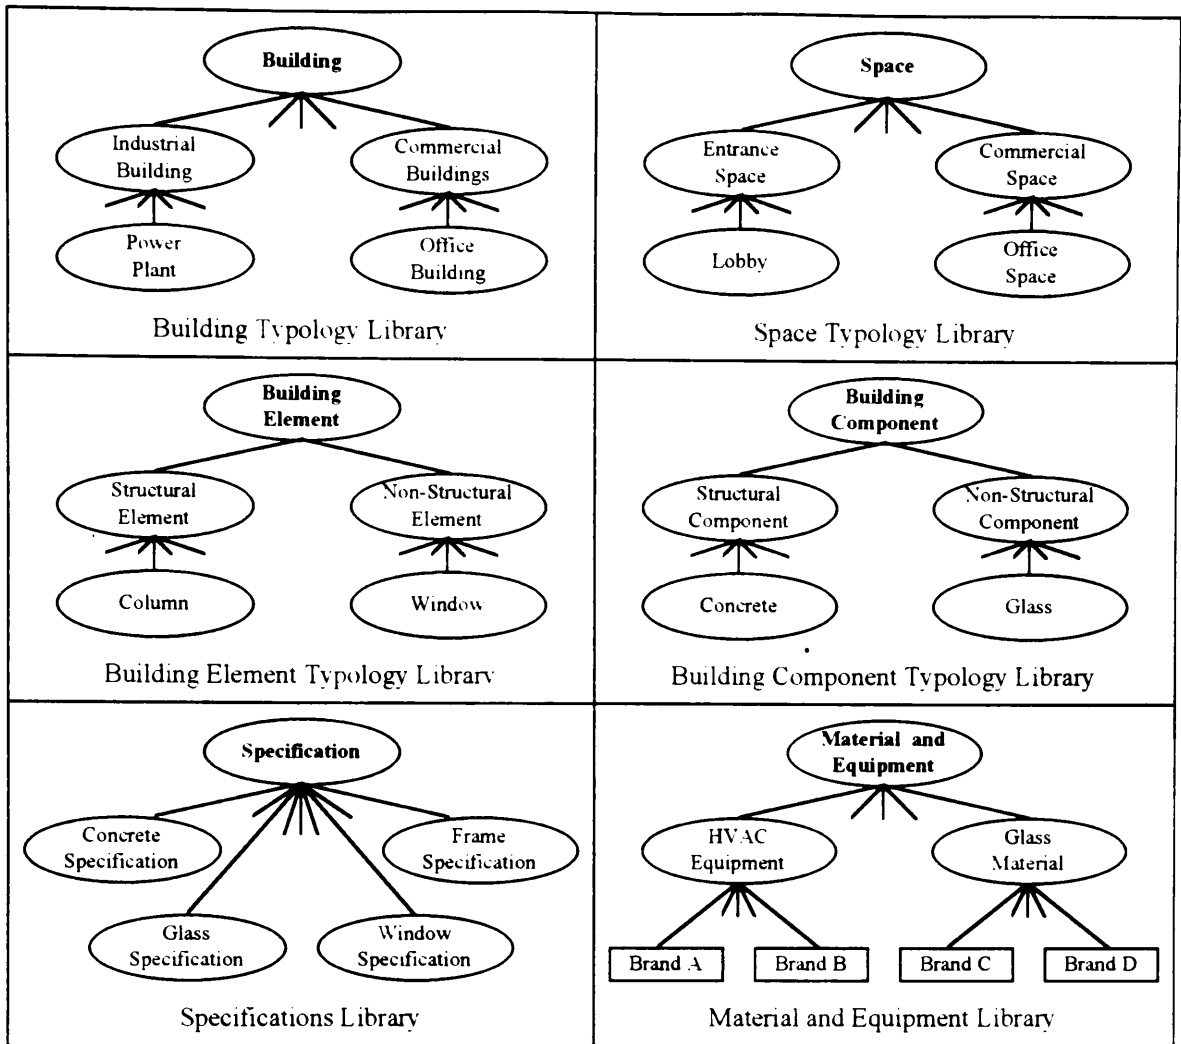 Building
Industrial
Building
Commercial
Buildings
Power
Plant
Office
Building
Building Typology Library
Space
Entrance
Space
Commercial
Space
Lobby
Office
Space
Space Typology Library
Building
Element
Structural
Element
Non-Structural
Element
Column
Window
Building Element Typology Library
Building
Component
Structural
Component
Non-Structural
Component
Concrete
Glass
Building Component Typology Library
Specification
Concrete
Specification
Frame
Specification
Glass
Specification
Window
Specification
Specifications Library
Material and
Equipment
HVAC
Equipment
Glass
Material
Brand A
Brand B
Brand C
Brand D
Material and Equipment Library